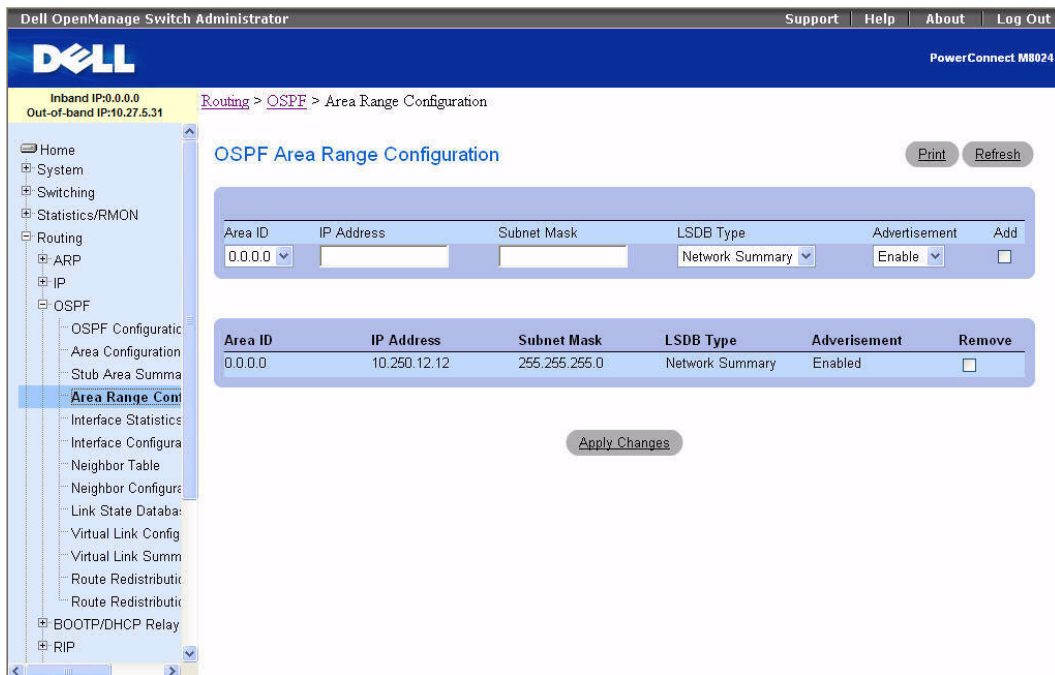 Dell OpenManage Switch Administrator Support Help About Log Out
DELL
PowerConnect M8024
Inband IP:0.0.0.0
Out-of-band IP:10.27.5.31
Routing > OSPF > Area Range Configuration
Home
System
Switching
Statistics/RMON
Routing
ARP
IP
OSPF
OSPF Configuratic
Area Configuration
Stub Area Summa
Area Range Conf
Interface Statistics
Interface Configura
Neighbor Table
Neighbor Configura
Link State Databa
Virtual Link Config
Virtual Link Summ
Route Redistributic
Route Redistributic
BOOTP/DHCP Relay
RIP
OSPF Area Range Configuration
Print Refresh
Area ID IP Address Subnet Mask LSDB Type Advertisement Add
0.0.0.0 Network Summary Enable
Area ID IP Address Subnet Mask LSDB Type Adverisement Remove
0.0.0.0 10.250.12.12 255.255.255.0 Network Summary Enabled
Apply Changes